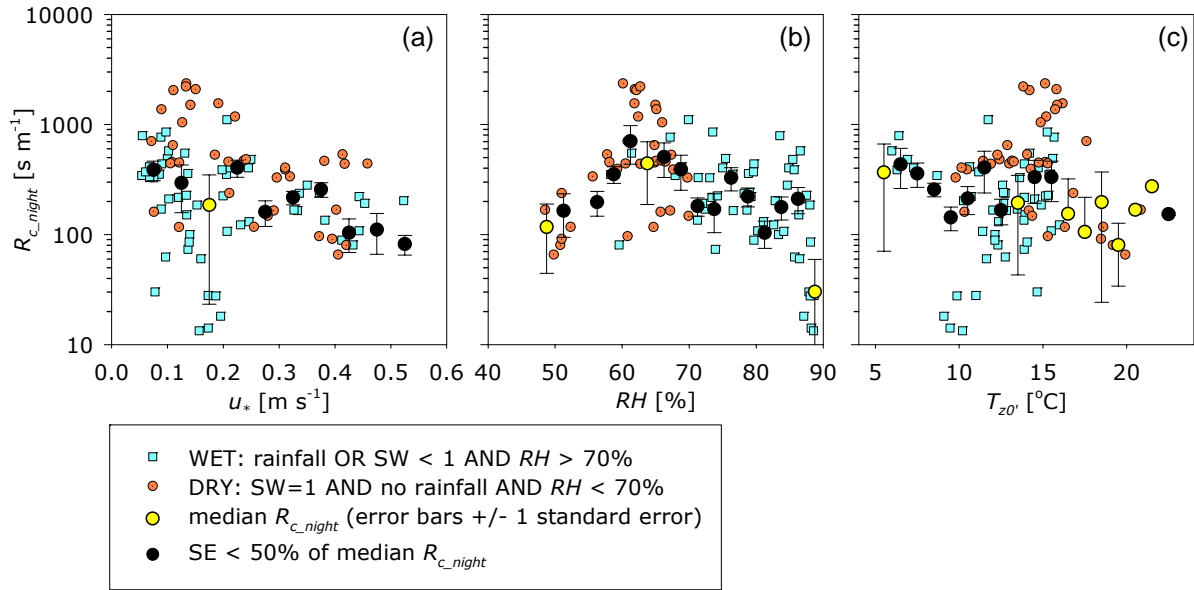 10000
1000
100
10
R_c_night [s m⁻¹]
(a)
0.0 0.1 0.2 0.3 0.4 0.5 0.6
u* [m s⁻¹]
(b)
40 50 60 70 80 90
RH [%]
(c)
5 10 15 20
T_z0' [°C]
WET: rainfall OR SW < 1 AND RH > 70%
DRY: SW=1 AND no rainfall AND RH < 70%
median R_c_night (error bars +/- 1 standard error)
SE < 50% of median R_c_night